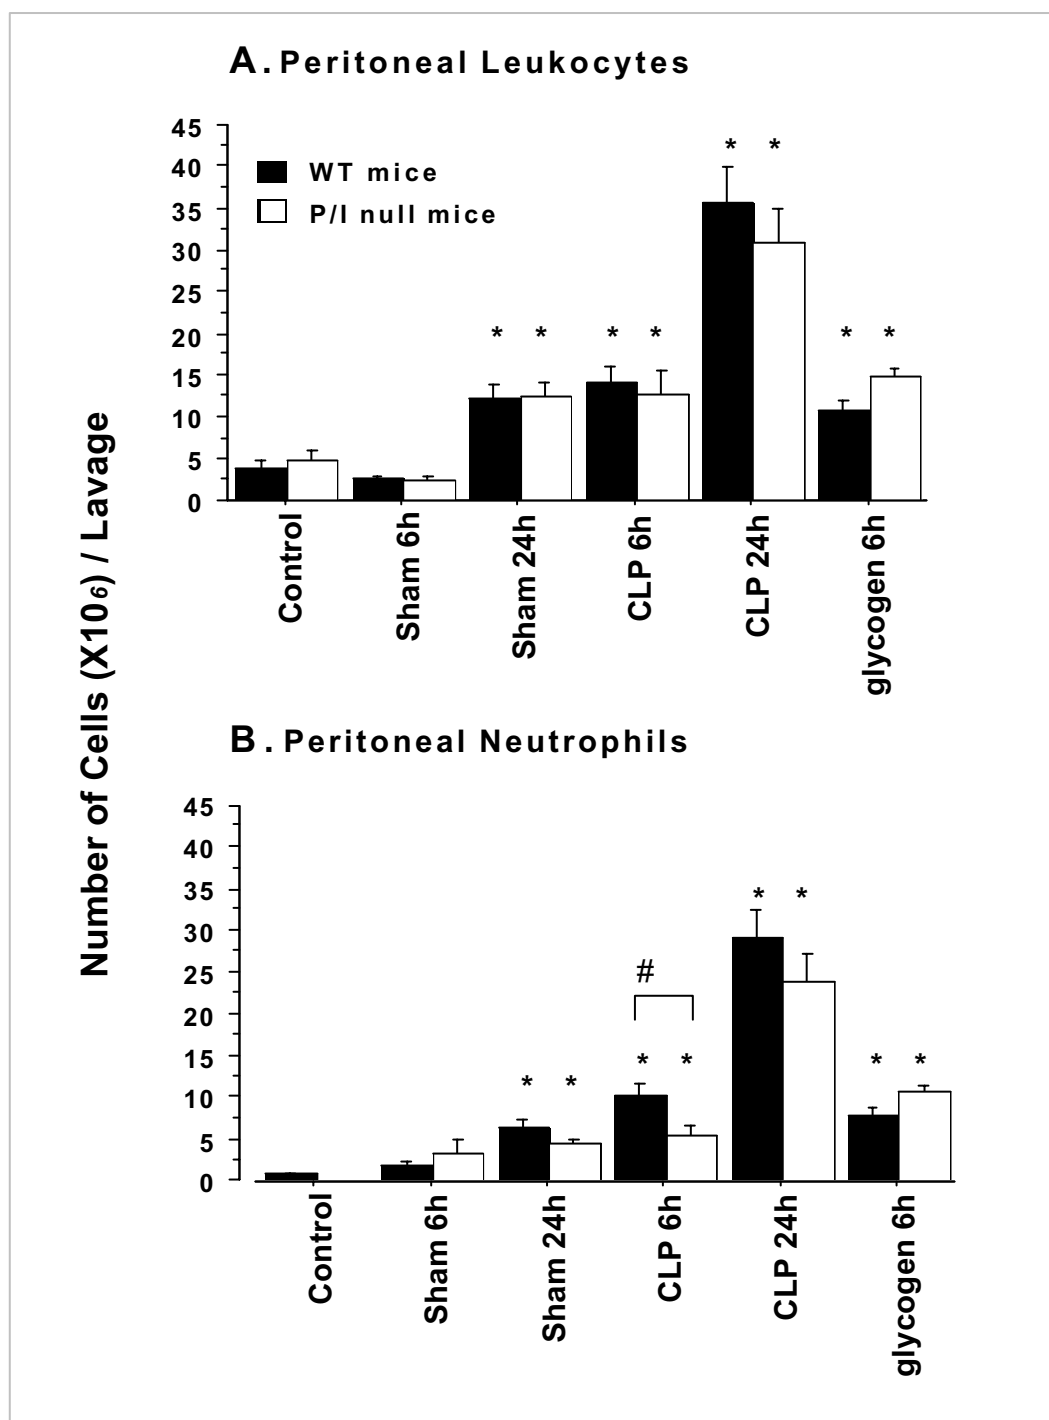 A. Peritoneal Leukocytes
45
40
35
30
25
20
15
10
5
0
WT mice
P/I null mice
* *
* *
* *
* *
Control
Sham 6h
Sham 24h
CLP 6h
CLP 24h
glycogen 6h
Number of Cells (X106) / Lavage
B. Peritoneal Neutrophils
45
40
35
30
25
20
15
10
5
0
* *
#
* *
* *
* *
Control
Sham 6h
Sham 24h
CLP 6h
CLP 24h
glycogen 6h